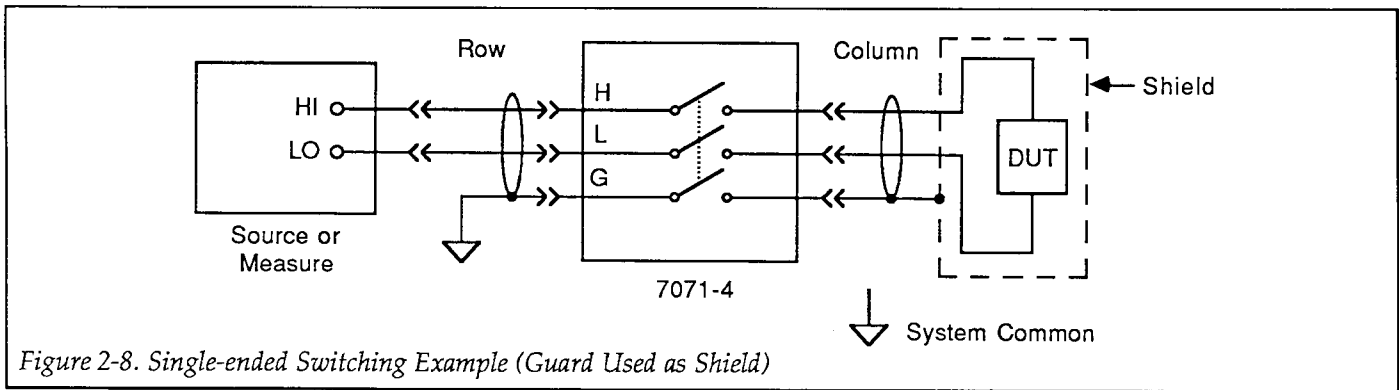 Row
Column
HI
LO
H
L
G
Shield
DUT
Source or
Measure
7071-4
System Common
Figure 2-8. Single-ended Switching Example (Guard Used as Shield)